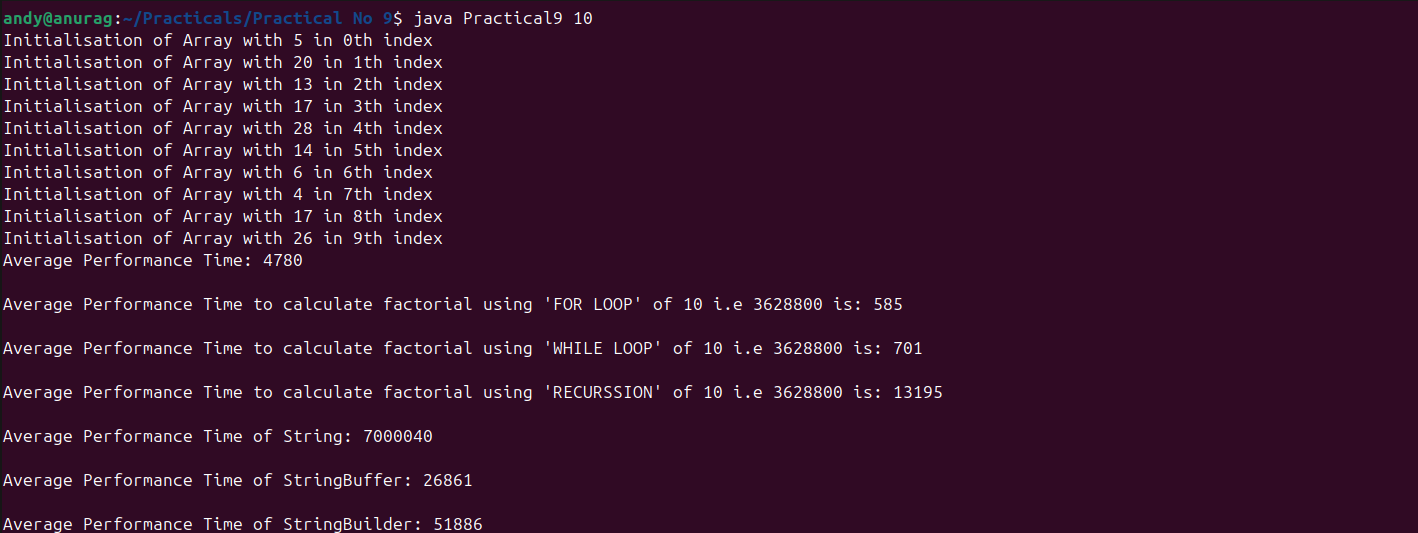 andy@anurag:~/Practicals/Practical No 9$ java Practical9 10
Initialisation of Array with 5 in 0th index
Initialisation of Array with 20 in 1th index
Initialisation of Array with 13 in 2th index
Initialisation of Array with 17 in 3th index
Initialisation of Array with 28 in 4th index
Initialisation of Array with 14 in 5th index
Initialisation of Array with 6 in 6th index
Initialisation of Array with 4 in 7th index
Initialisation of Array with 17 in 8th index
Initialisation of Array with 26 in 9th index
Average Performance Time: 4780
Average Performance Time to calculate factorial using 'FOR LOOP' of 10 i.e 3628800 is: 585
Average Performance Time to calculate factorial using 'WHILE LOOP' of 10 i.e 3628800 is: 701
Average Performance Time to calculate factorial using 'RECURSSION' of 10 i.e 3628800 is: 13195
Average Performance Time of String: 7000040
Average Performance Time of StringBuffer: 26861
Average Performance Time of StringBuilder: 51886